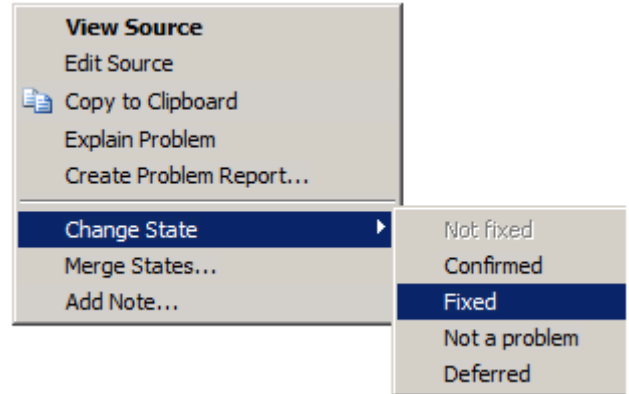 View Source
Edit Source
Copy to Clipboard
Explain Problem
Create Problem Report...
Change State
Merge States...
Add Note...
Not fixed
Confirmed
Fixed
Not a problem
Deferred